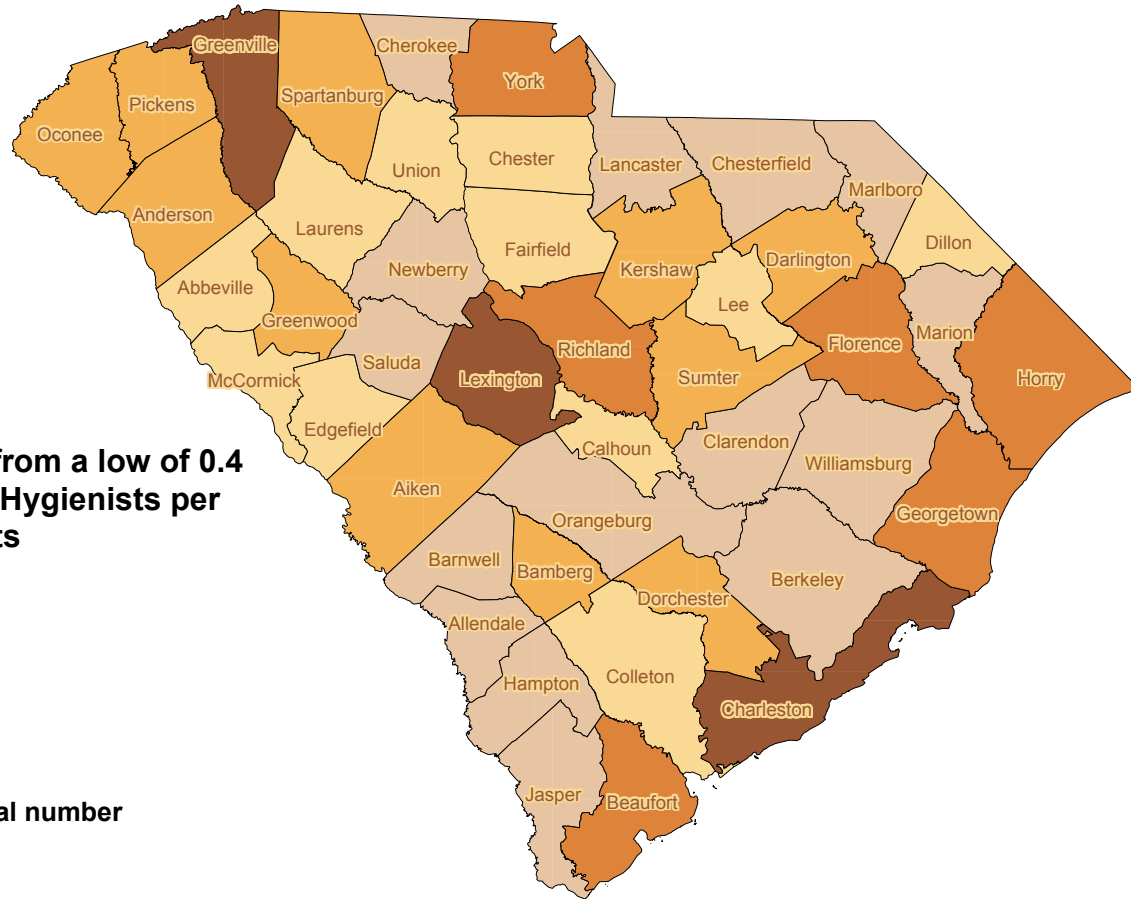 Greenville
Cherokee
York
Spartanburg
Pickens
Oconee
Union
Chester
Lancaster
Chesterfield
Marlboro
Anderson
Laurens
Fairfield
Dillon
Newberry
Kershaw
Darlington
Abbeville
Lee
Greenwood
Marion
Richland
Florence
Saluda
McCormick
Lexington
Sumter
Horry
Edgefield
Calhoun
Clarendon
Williamsburg
from a low of 0.4
Hygienists per
ts
Aiken
Orangeburg
Georgetown
Barnwell
Bamberg
Berkeley
Dorchester
Allendale
Colleton
Hampton
Charleston
Jasper
Beaufort
al number